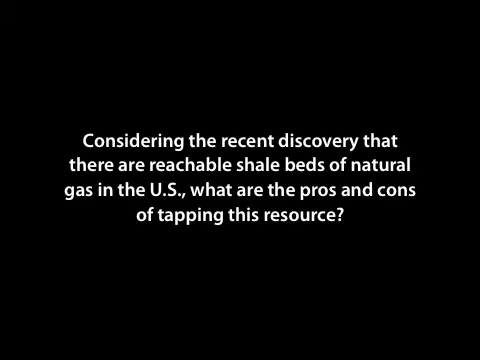 Considering the recent discovery that
there are reachable shale beds of natural
gas in the U.S., what are the pros and cons
of tapping this resource?